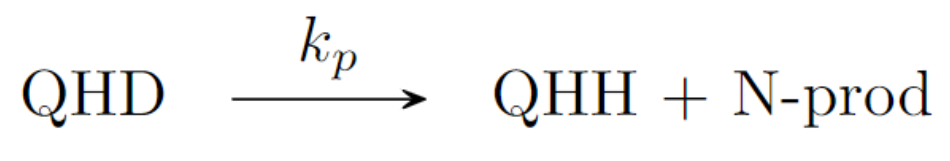 k_p
QHD ⟶ QHH + N-prod